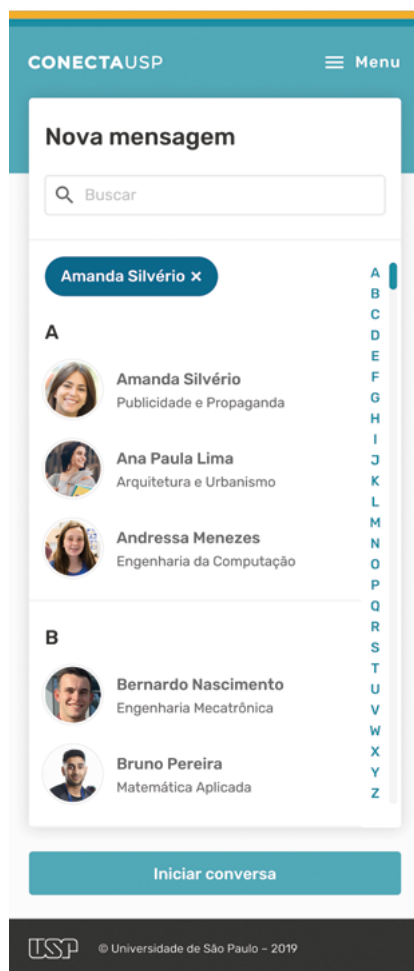 CONECTAUSP
Menu
Nova mensagem
Buscar
Amanda Silvério ×
A
Amanda Silvério
Publicidade e Propaganda
Ana Paula Lima
Arquitetura e Urbanismo
Andressa Menezes
Engenharia da Computação
B
Bernardo Nascimento
Engenharia Mecatrônica
Bruno Pereira
Matemática Aplicada
A
B
C
D
E
F
G
H
I
J
K
L
M
N
O
P
Q
R
S
T
U
V
W
X
Y
Z
Iniciar conversa
USP © Universidade de São Paulo – 2019